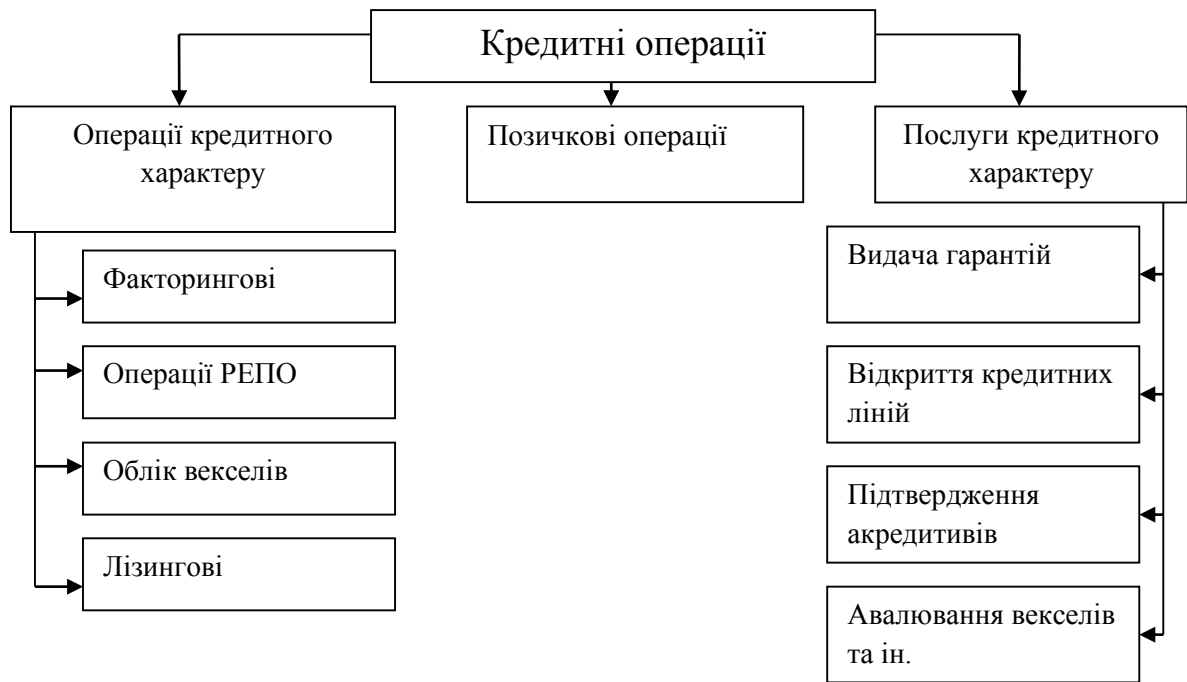 Кредитні операції
Операції кредитного
характеру
Позичкові операції
Послуги кредитного
характеру
Факторингові
Операції РЕПО
Облік векселів
Лізингові
Видача гарантій
Відкриття кредитних
ліній
Підтвердження
акредитивів
Авалювання векселів
та ін.